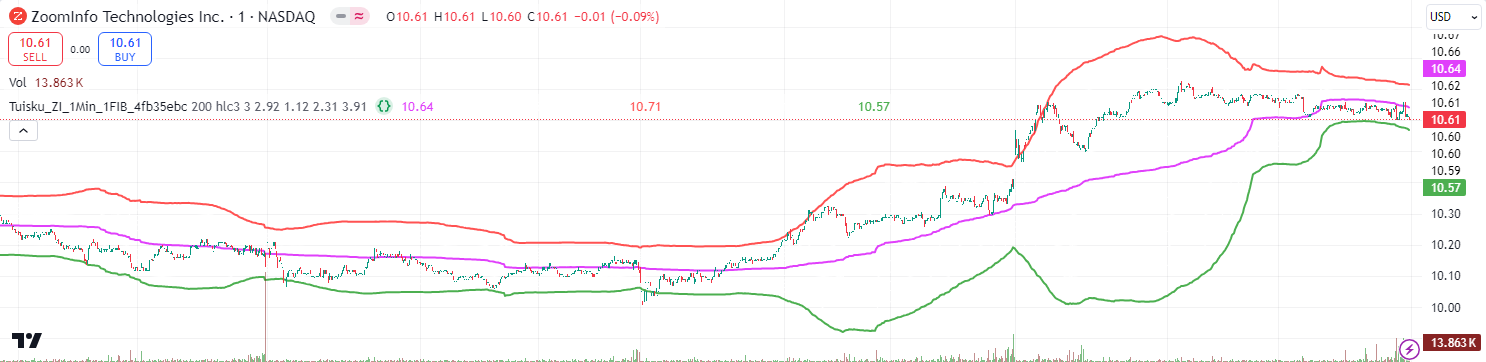 Z ZoomInfo Technologies Inc. · 1 · NASDAQ O10.61 H10.61 L10.60 C10.61 −0.01 (−0.09%)
USD
10.61 SELL 0.00 10.61 BUY
Vol 13.863 K
Tuisku_ZI_1Min_1FIB_4fb35ebc 200 hlc3 3 2.92 1.12 2.31 3.91 {} 10.64 10.71 10.57
10.67
10.66
10.64
10.62
10.61
10.61
10.60
10.60
10.59
10.57
10.30
10.20
10.10
10.00
13.863 K